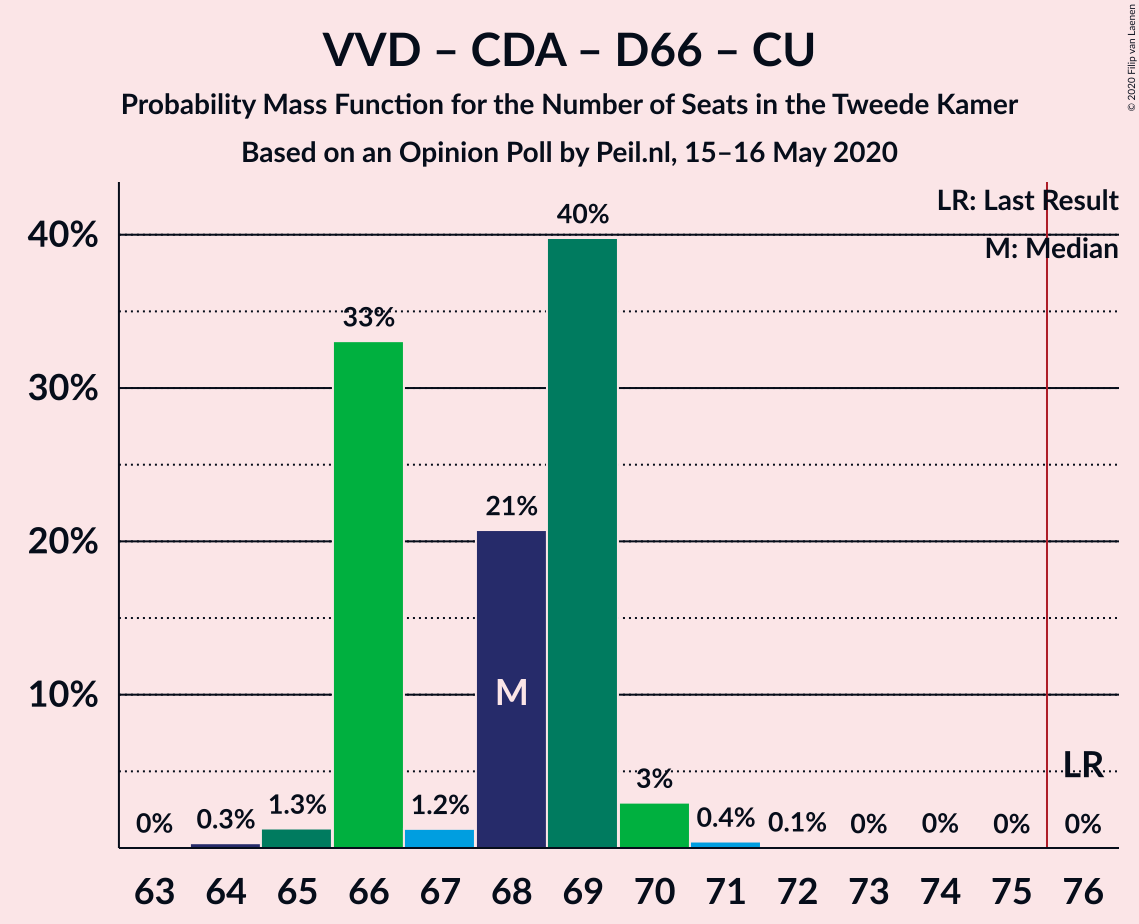 VVD – CDA – D66 – CU
Probability Mass Function for the Number of Seats in the Tweede Kamer
Based on an Opinion Poll by Peil.nl, 15–16 May 2020
© 2020 Filip van Laenen
LR: Last Result
M: Median
40%
30%
20%
10%
0%
0.3%
1.3%
33%
1.2%
21%
40%
3%
0.4%
0.1%
0%
0%
0%
0%
M
LR
63 64 65 66 67 68 69 70 71 72 73 74 75 76